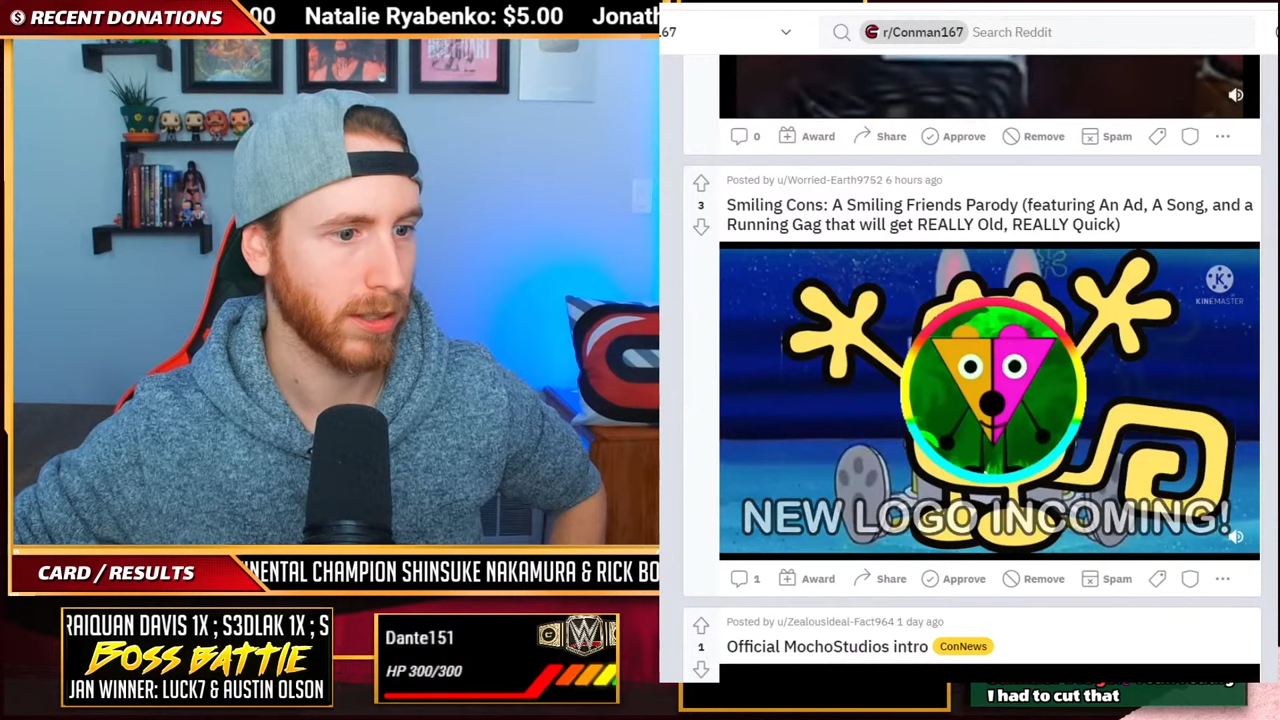 RECENT DONATIONS
00 Natalie Ryabenko: $5.00 Jonath
.67
r/Conman167 Search Reddit
0 Award Share Approve Remove Spam
Posted by u/Worried-Earth9752 6 hours ago
3
Smiling Cons: A Smiling Friends Parody (featuring An Ad, A Song, and a
Running Gag that will get REALLY Old, REALLY Quick)
K
KINEMASTER
NEW LOGO INCOMING!
1 Award Share Approve Remove Spam
Posted by u/ZealousIdeal-Fact964 1 day ago
1
Official MochoStudios intro ConNews
CARD / RESULTS
NENTAL CHAMPION SHINSUKE NAKAMURA & RICK BO
RAIQUAN DAVIS 1X ; S3DLAK 1X ; S
BOSS BATTLE
JAN WINNER: LUCK7 & AUSTIN OLSON
Dante151
HP 300/300
I had to cut that